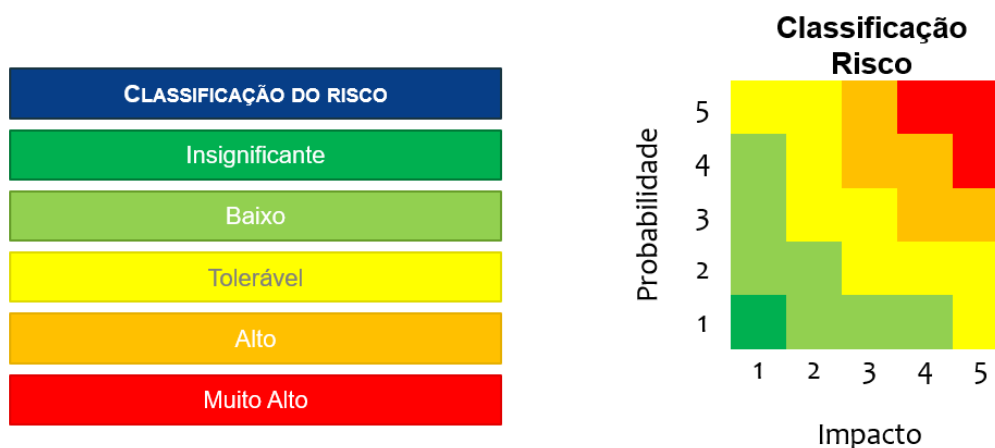 CLASSIFICAÇÃO DO RISCO
Insignificante
Baixo
Tolerável
Alto
Muito Alto
Classificação
Risco
Probabilidade
5
4
3
2
1
1 2 3 4 5
Impacto